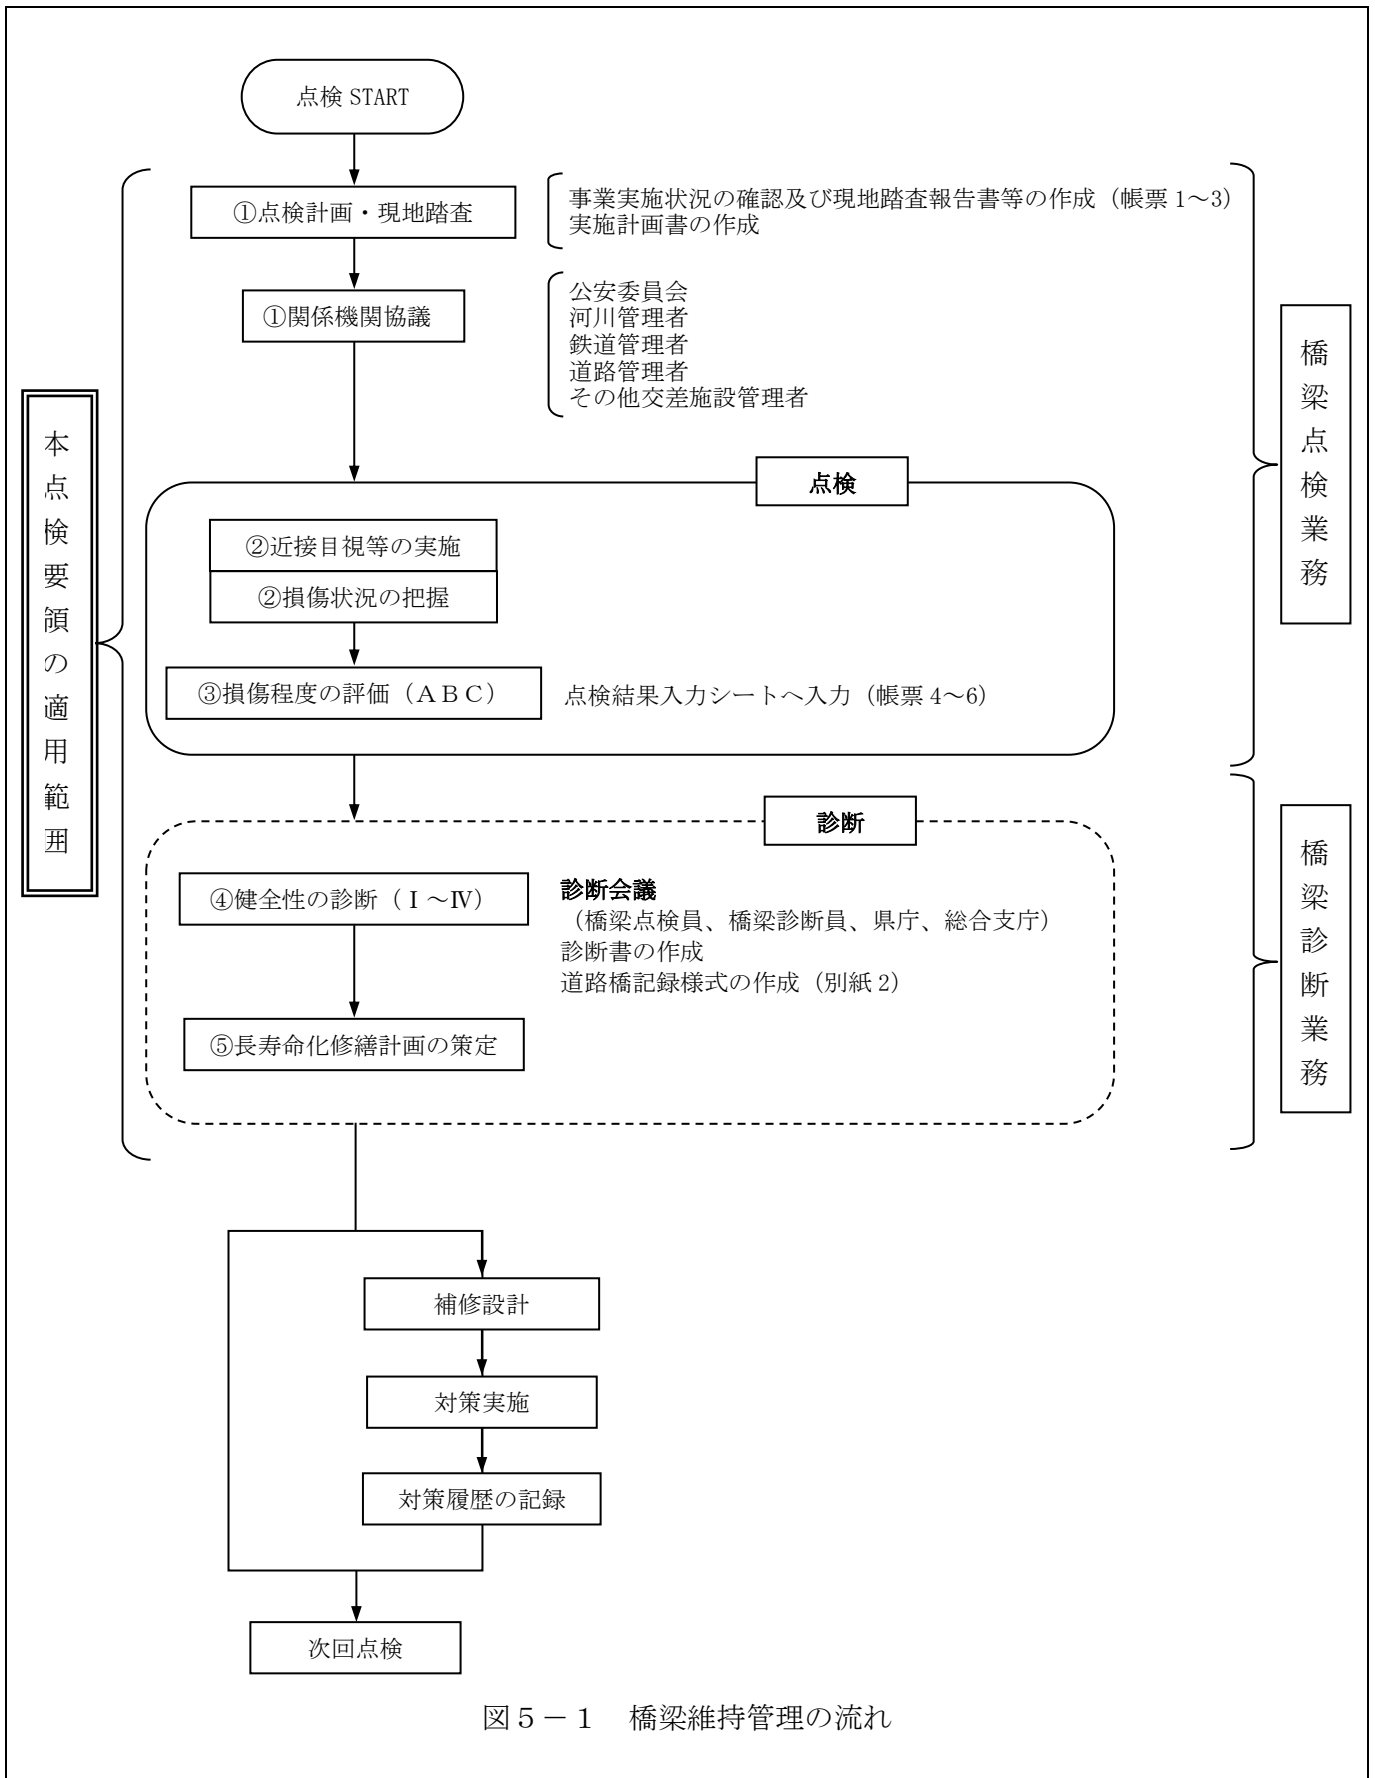 点検 START
①点検計画・現地踏査
事業実施状況の確認及び現地踏査報告書等の作成（帳票 1～3）
実施計画書の作成
①関係機関協議
公安委員会
河川管理者
鉄道管理者
道路管理者
その他交差施設管理者
橋梁点検業務
本点検要領の適用範囲
点検
②近接目視等の実施
②損傷状況の把握
③損傷程度の評価（ＡＢＣ）
点検結果入力シートへ入力（帳票 4～6）
診断
④健全性の診断（Ⅰ～Ⅳ）
診断会議
（橋梁点検員、橋梁診断員、県庁、総合支庁）
診断書の作成
道路橋記録様式の作成（別紙 2）
⑤長寿命化修繕計画の策定
橋梁診断業務
補修設計
対策実施
対策履歴の記録
次回点検
図５－１　橋梁維持管理の流れ